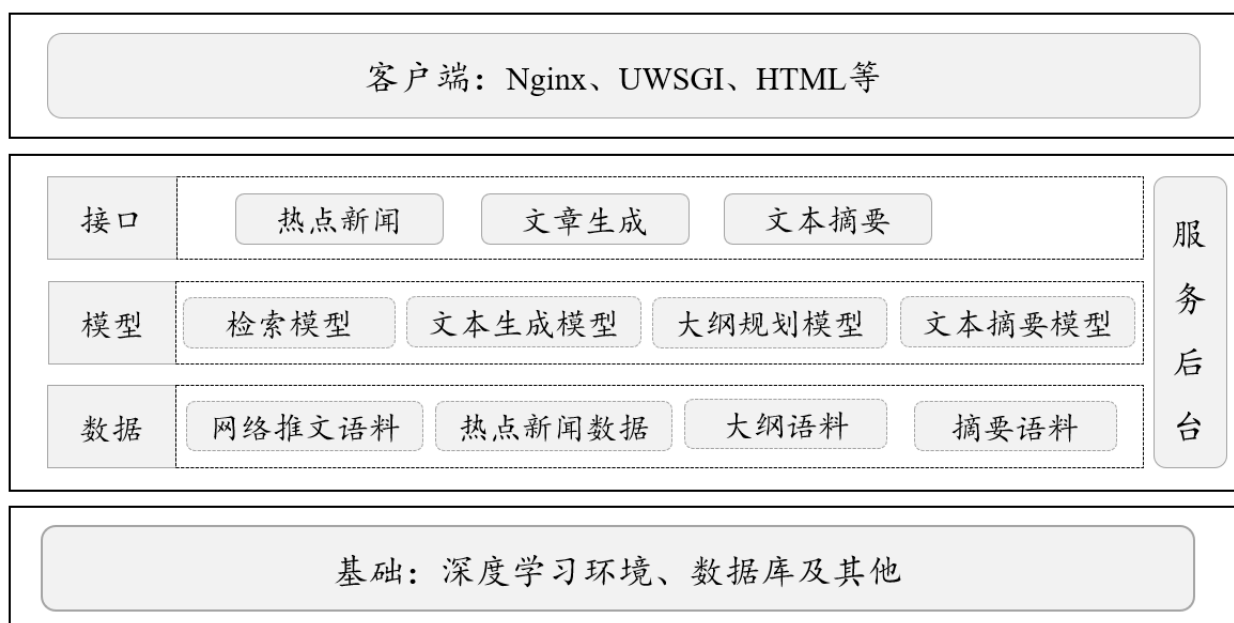 客户端：Nginx、UWSGI、HTML等
接口
热点新闻
文章生成
文本摘要
模型
检索模型
文本生成模型
大纲规划模型
文本摘要模型
数据
网络推文语料
热点新闻数据
大纲语料
摘要语料
服务后台
基础：深度学习环境、数据库及其他